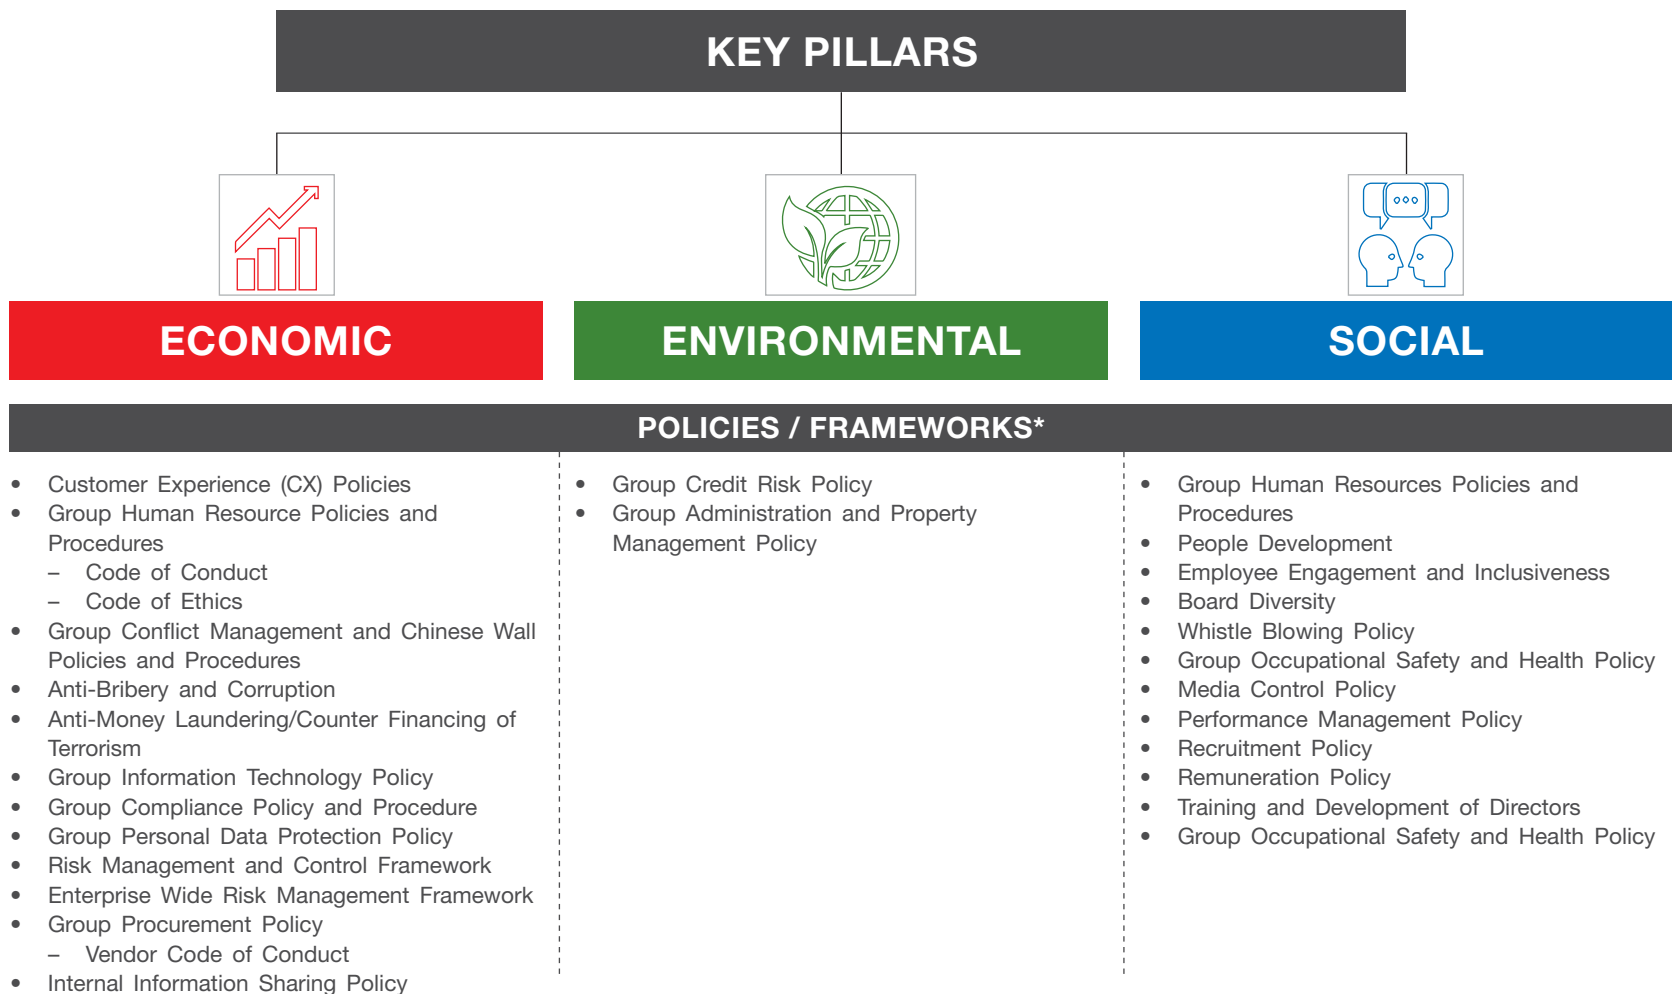 KEY PILLARS
ECONOMIC
ENVIRONMENTAL
SOCIAL
POLICIES / FRAMEWORKS*
• Customer Experience (CX) Policies
• Group Human Resource Policies and
Procedures
– Code of Conduct
– Code of Ethics
• Group Conflict Management and Chinese Wall
Policies and Procedures
• Anti-Bribery and Corruption
• Anti-Money Laundering/Counter Financing of
Terrorism
• Group Information Technology Policy
• Group Compliance Policy and Procedure
• Group Personal Data Protection Policy
• Risk Management and Control Framework
• Enterprise Wide Risk Management Framework
• Group Procurement Policy
– Vendor Code of Conduct
• Internal Information Sharing Policy
• Group Credit Risk Policy
• Group Administration and Property
Management Policy
• Group Human Resources Policies and
Procedures
• People Development
• Employee Engagement and Inclusiveness
• Board Diversity
• Whistle Blowing Policy
• Group Occupational Safety and Health Policy
• Media Control Policy
• Performance Management Policy
• Recruitment Policy
• Remuneration Policy
• Training and Development of Directors
• Group Occupational Safety and Health Policy